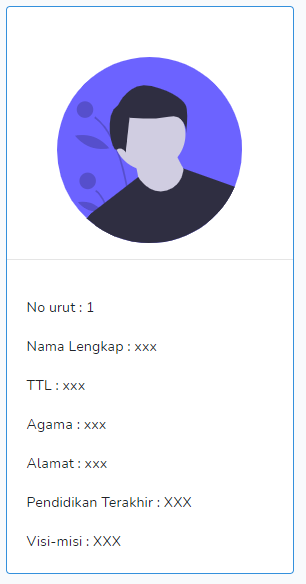 No urut : 1
Nama Lengkap : xxx
TTL : xxx
Agama : xxx
Alamat : xxx
Pendidikan Terakhir : XXX
Visi-misi : XXX